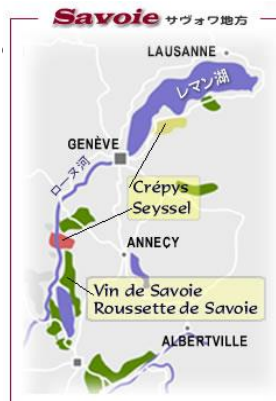 Savoie サヴォワ地方
LAUSANNE
レマン湖
GENÈVE
ローヌ河
Crépys
Seyssel
ANNEÇY
Vin de Savoie
Roussette de Savoie
ALBERTVILLE